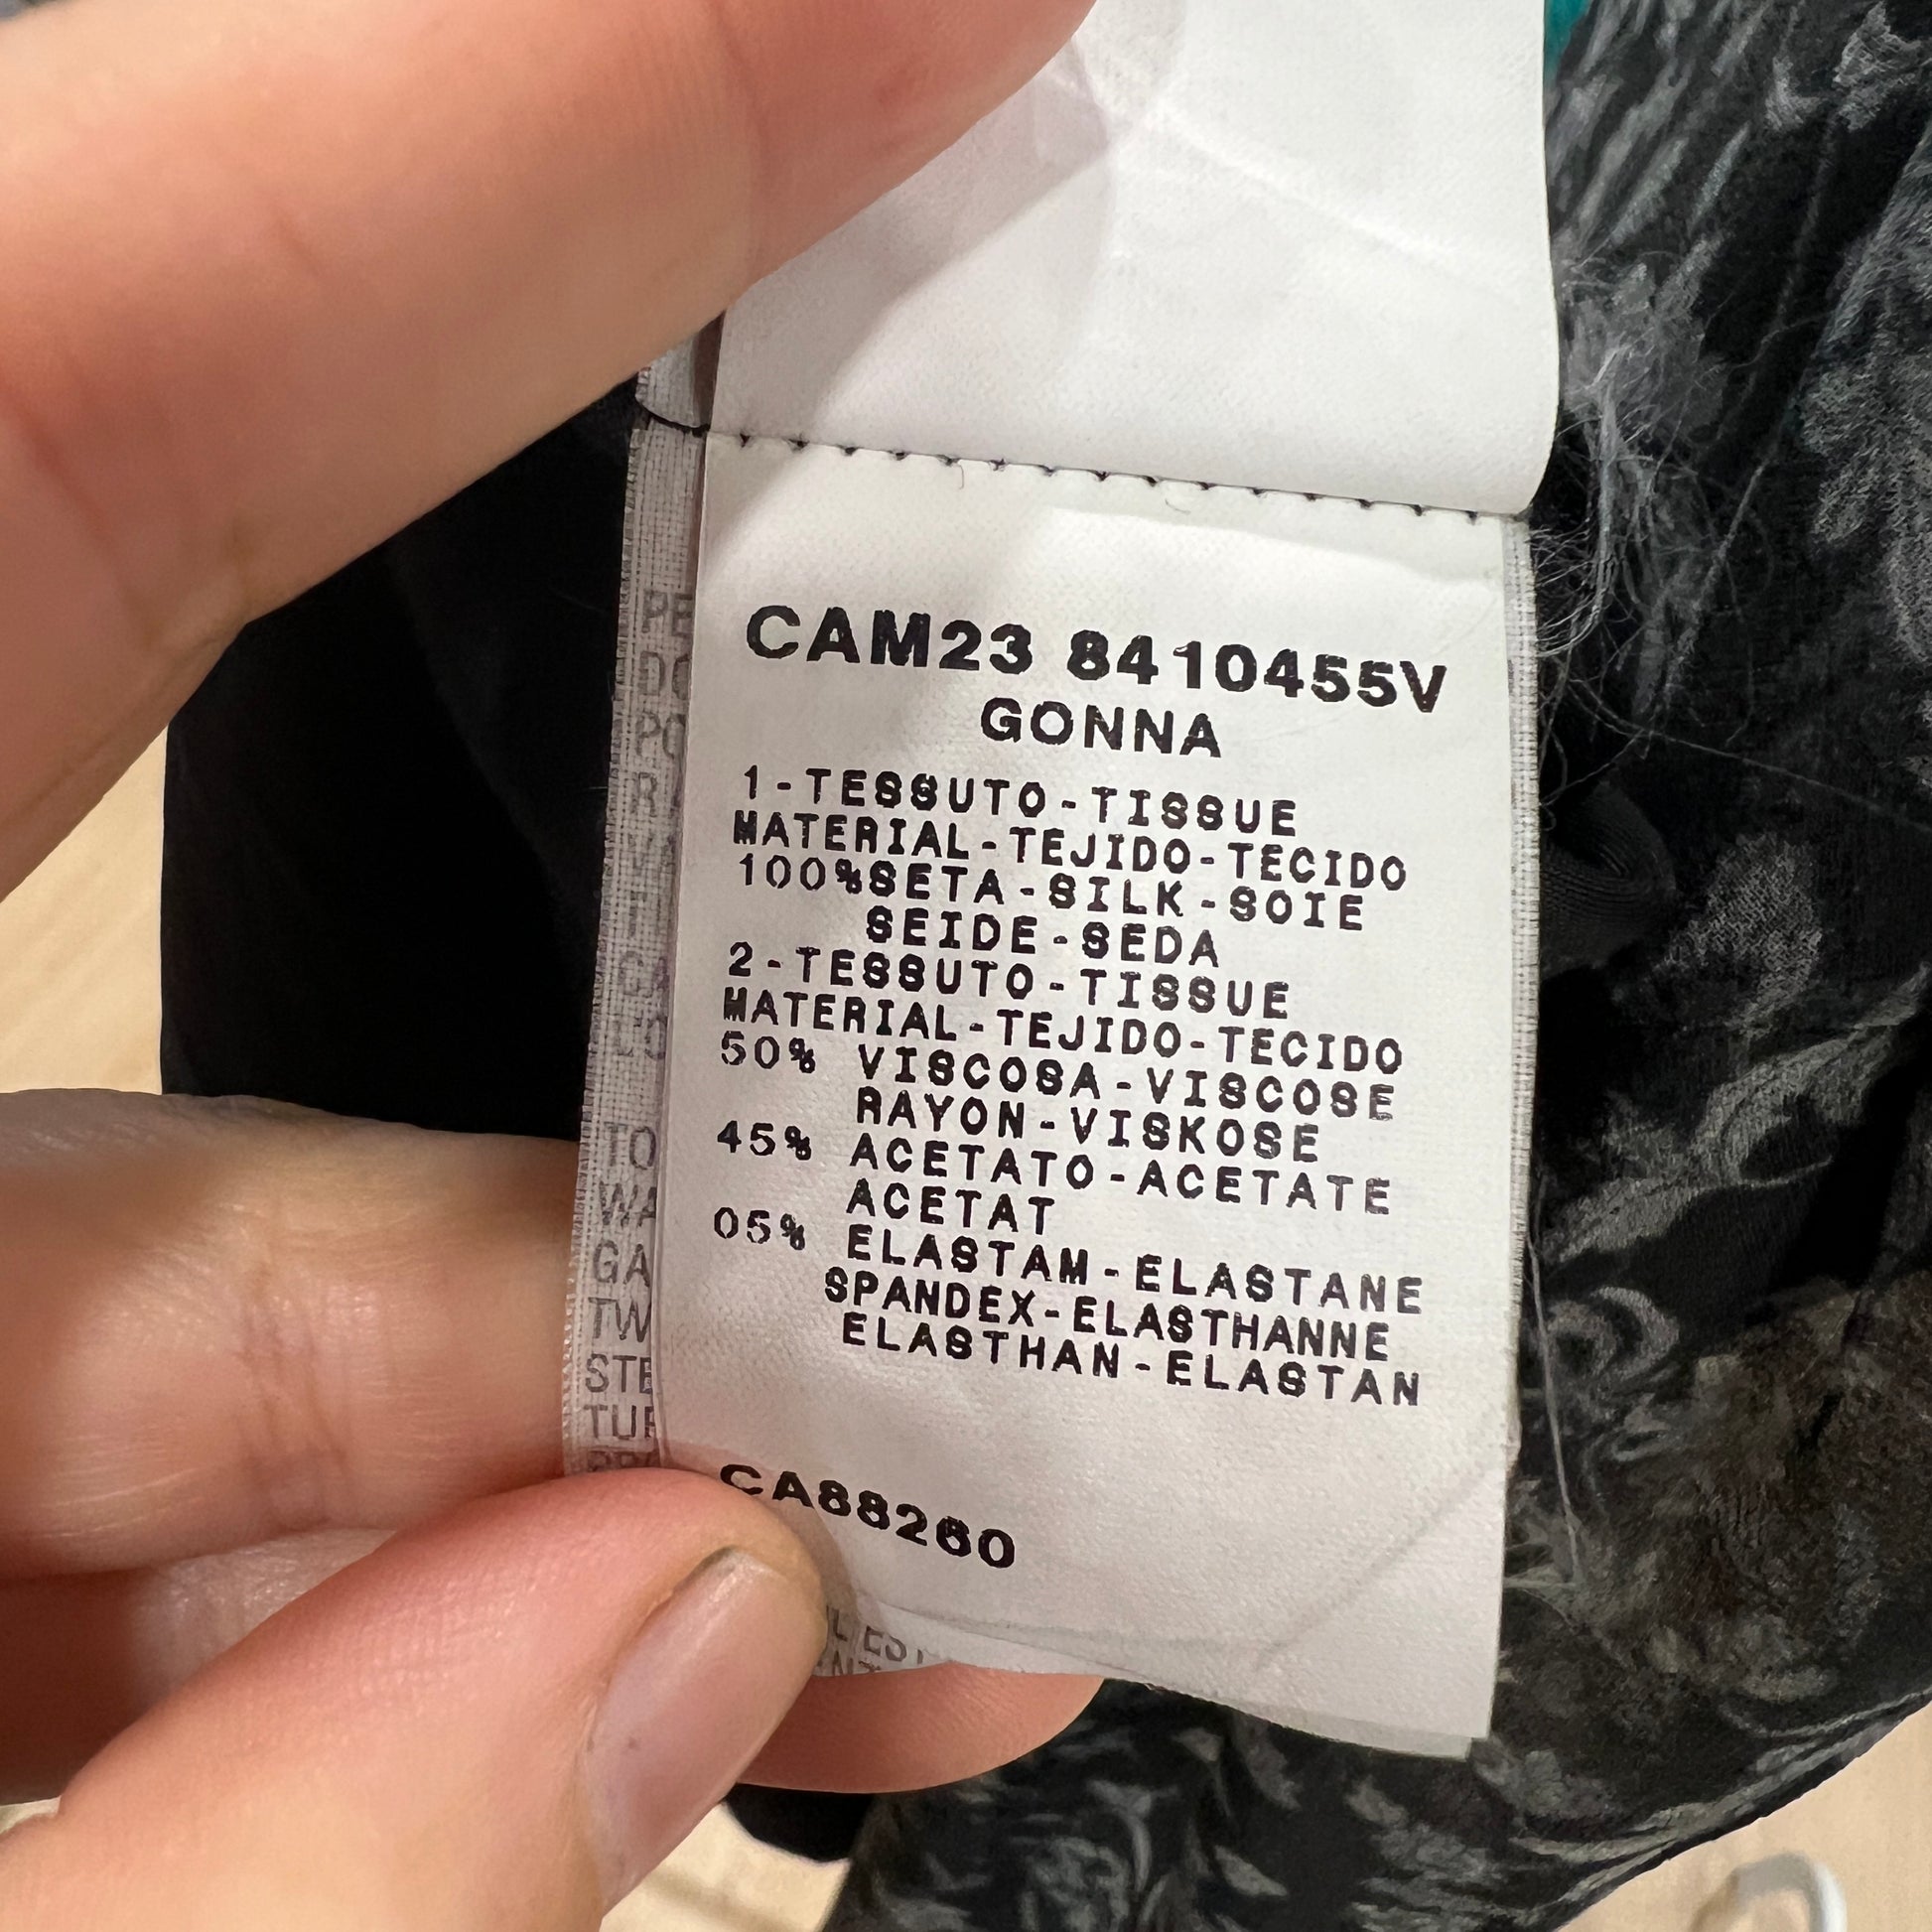 CAM23 8410455V
GONNA
1-TESSUTO-TISSUE
MATERIAL-TEJIDO-TECIDO
100%SETA-SILK-SOIE
SEIDE-SEDA
2-TESSUTO-TISSUE
MATERIAL-TEJIDO-TECIDO
50% VISCOSA-VISCOSE
RAYON-VISKOSE
45% ACETATO-ACETATE
ACETAT
05% ELASTAM-ELASTANE
SPANDEX-ELASTHANNE
ELASTHAN-ELASTAN
CA88260